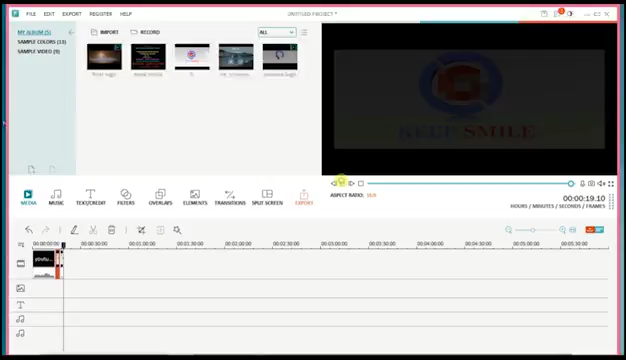 FILE EDIT EXPORT REGISTER HELP
UNTITLED PROJECT *
MY ALBUM (5)
SAMPLE COLORS (13)
SAMPLE VIDEO (9)
IMPORT RECORD ALL
KEEP SMILE
ASPECT RATIO: 16:9
00:00:19.10
HOURS / MINUTES / SECONDS / FRAMES
MEDIA MUSIC TEXT/CREDIT FILTERS OVERLAYS ELEMENTS TRANSITIONS SPLIT SCREEN EXPORT
00:00:00:00 00:00:30:00 00:01:00:00 00:01:30:00 00:02:00:00 00:02:30:00 00:03:00:00 00:03:30:00 00:04:00:00 00:04:30:00 00:05:00:00 00:05:30:00